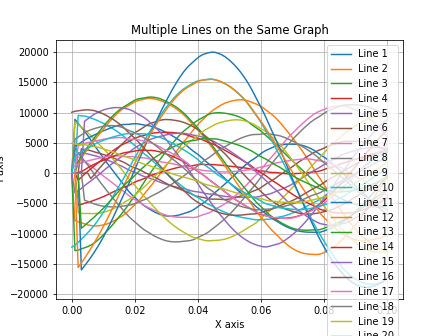 Multiple Lines on the Same Graph
20000
15000
10000
5000
0
−5000
−10000
−15000
−20000
0.00
0.02
0.04
0.06
X axis
axis
Line 1
Line 2
Line 3
Line 4
Line 5
Line 6
Line 7
Line 8
Line 9
Line 10
Line 11
Line 12
Line 13
Line 14
Line 15
Line 16
Line 17
Line 18
Line 19
Line 20